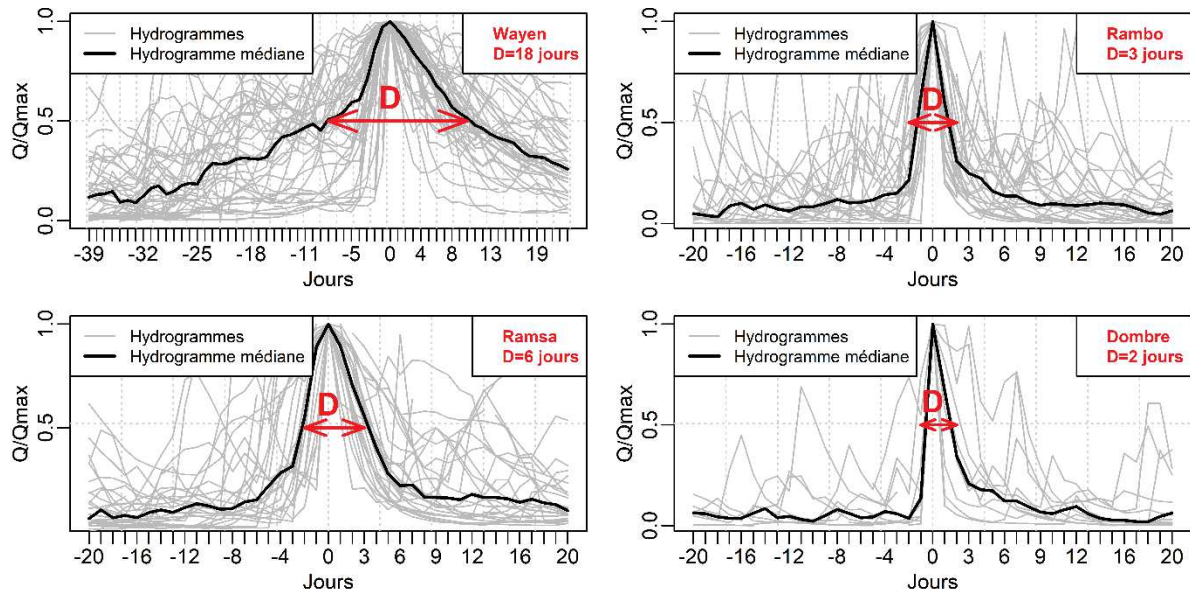 Hydrogrammes
Hydrogramme médiane
Wayen
D=18 jours
D
Q/Qmax
1.0
0.5
0.0
-39 -32 -25 -18 -11 -5 0 4 8 13 19
Jours
Hydrogrammes
Hydrogramme médiane
Rambo
D=3 jours
D
Q/Qmax
1.0
0.5
0.0
-20 -16 -12 -8 -4 0 3 6 9 12 16 20
Jours
Hydrogrammes
Hydrogramme médiane
Ramsa
D=6 jours
D
Q/Qmax
1.0
0.5
-20 -16 -12 -8 -4 0 3 6 9 12 16 20
Jours
Hydrogrammes
Hydrogramme médiane
Dombre
D=2 jours
D
Q/Qmax
1.0
0.5
0.0
-20 -16 -12 -8 -4 0 3 6 9 12 16 20
Jours